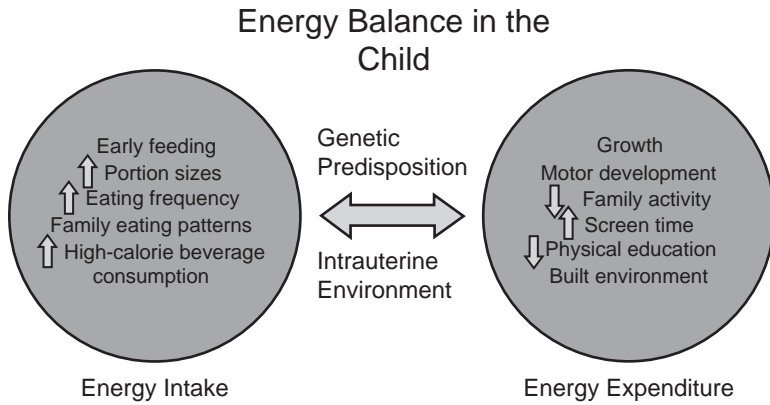 Energy Balance in the
Child
Early feeding
Portion sizes
Eating frequency
Family eating patterns
High-calorie beverage
consumption
Energy Intake
Genetic
Predisposition
Intrauterine
Environment
Growth
Motor development
Family activity
Screen time
Physical education
Built environment
Energy Expenditure